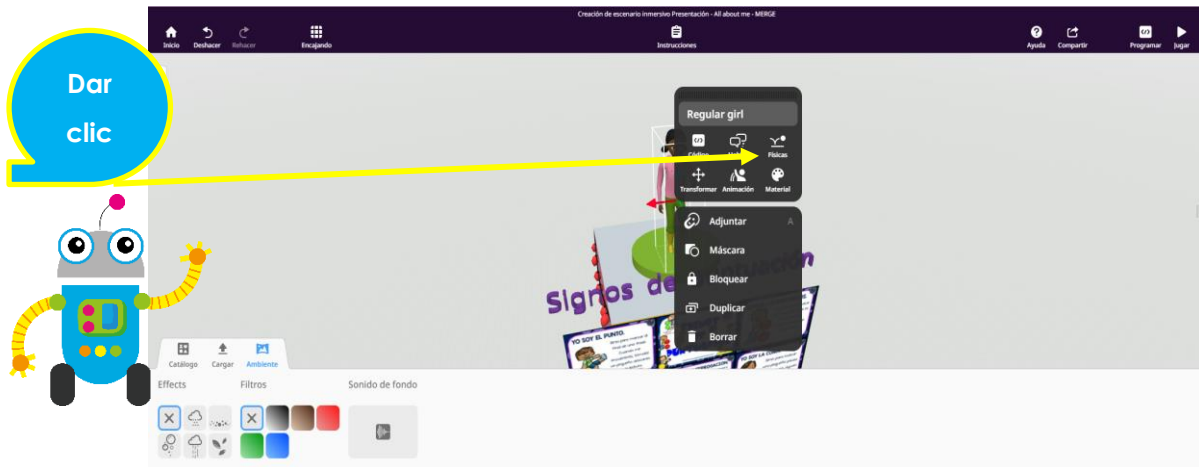 Creación de escenario inmersivo Presentación - All about me - MERGE
Inicio Deshacer Rehacer Encajando Instrucciones Ayuda Compartir Programar Jugar
Dar
clic
Regular girl
Código Físicas
Transformar Animación Material
Adjuntar A
Máscara
Bloquear
Duplicar
Borrar
Signos de
YO SOY EL PUNTO.
Catálogo Cargar Ambiente
Effects Filtros Sonido de fondo